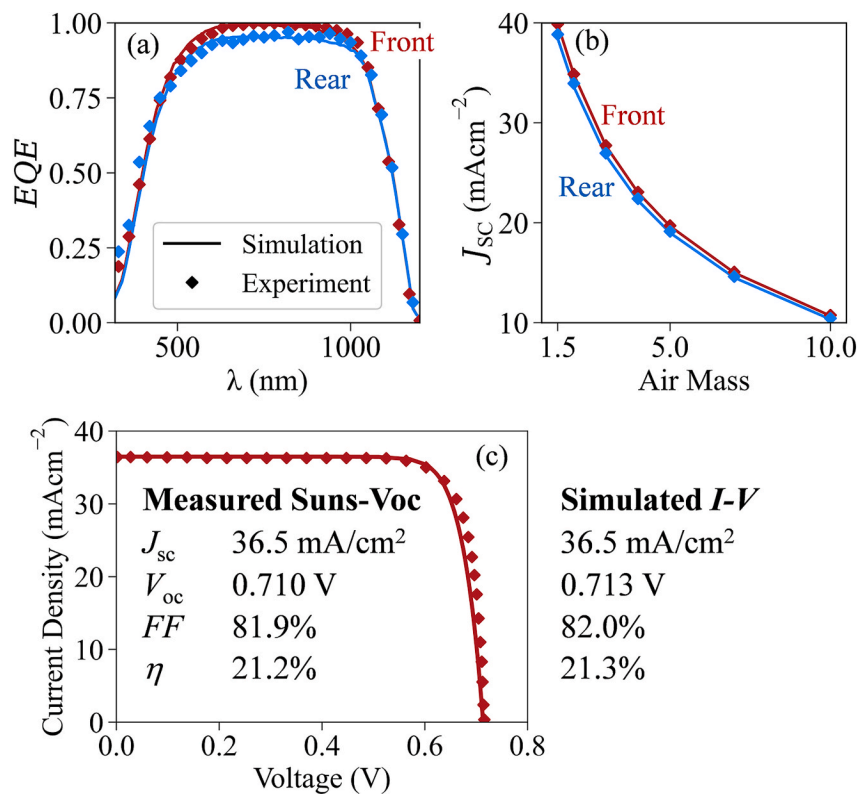 (a)
Front
Rear
EQE
1.00
0.75
0.50
0.25
0.00
Simulation
Experiment
500
1000
λ (nm)
(b)
Front
Rear
J_SC (mAcm⁻²)
40
30
20
10
1.5
5.0
10.0
Air Mass
(c)
Current Density (mAcm⁻²)
40
30
20
10
0
Measured Suns-Voc
Simulated I-V
J_sc 36.5 mA/cm² 36.5 mA/cm²
V_oc 0.710 V 0.713 V
FF 81.9% 82.0%
η 21.2% 21.3%
0.0
0.2
0.4
0.6
0.8
Voltage (V)